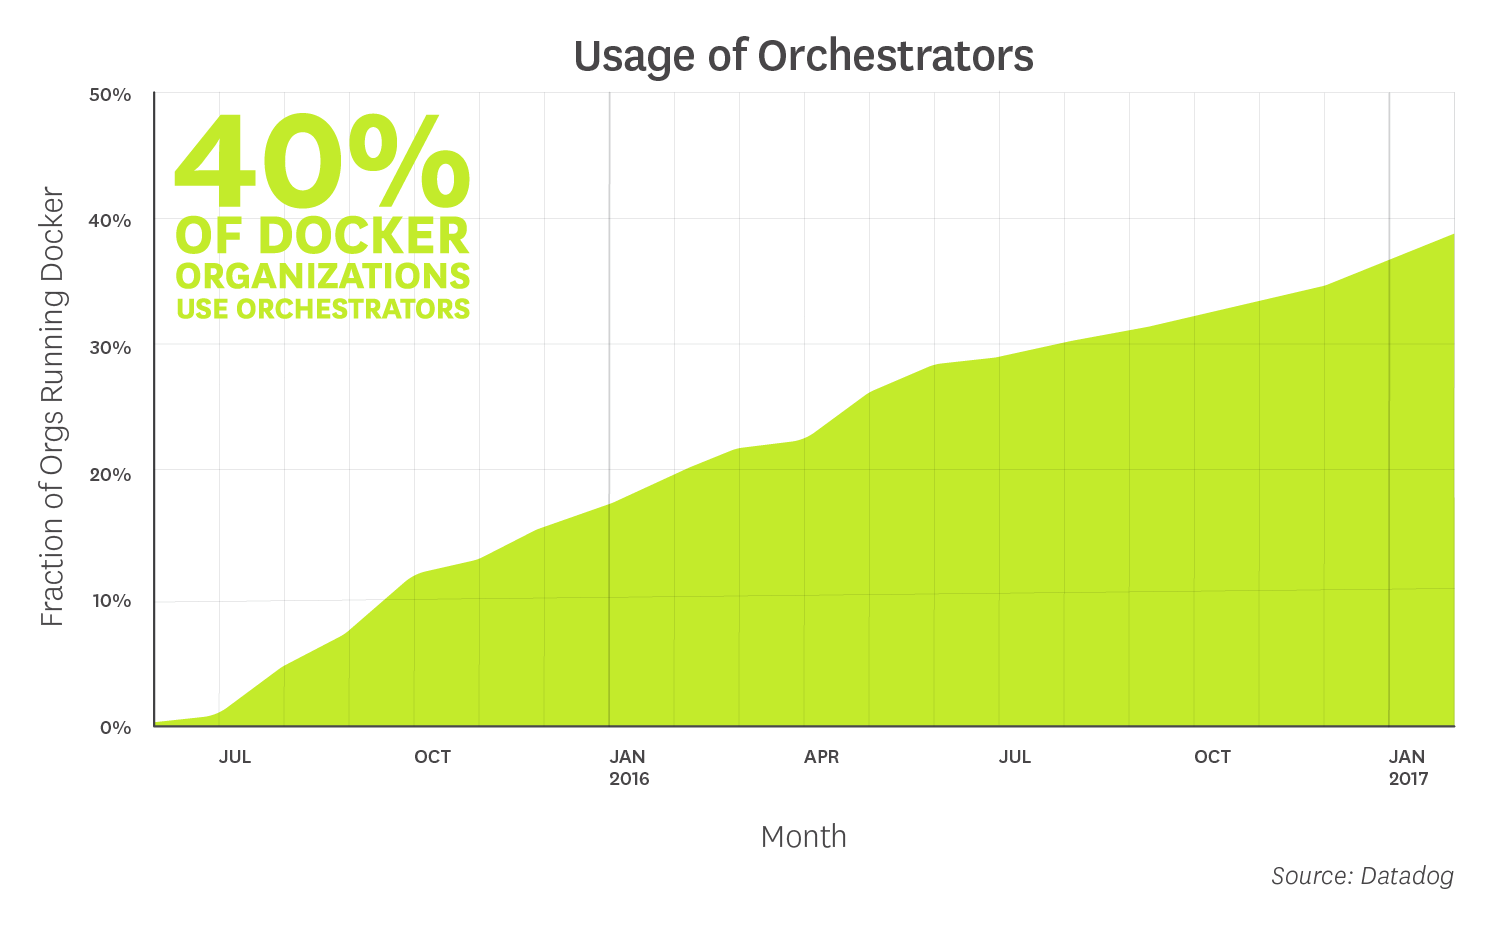 Usage of Orchestrators
50%
40%
30%
20%
10%
0%
Fraction of Orgs Running Docker
40%
OF DOCKER
ORGANIZATIONS
USE ORCHESTRATORS
JUL
OCT
JAN
2016
APR
JUL
OCT
JAN
2017
Month
Source: Datadog